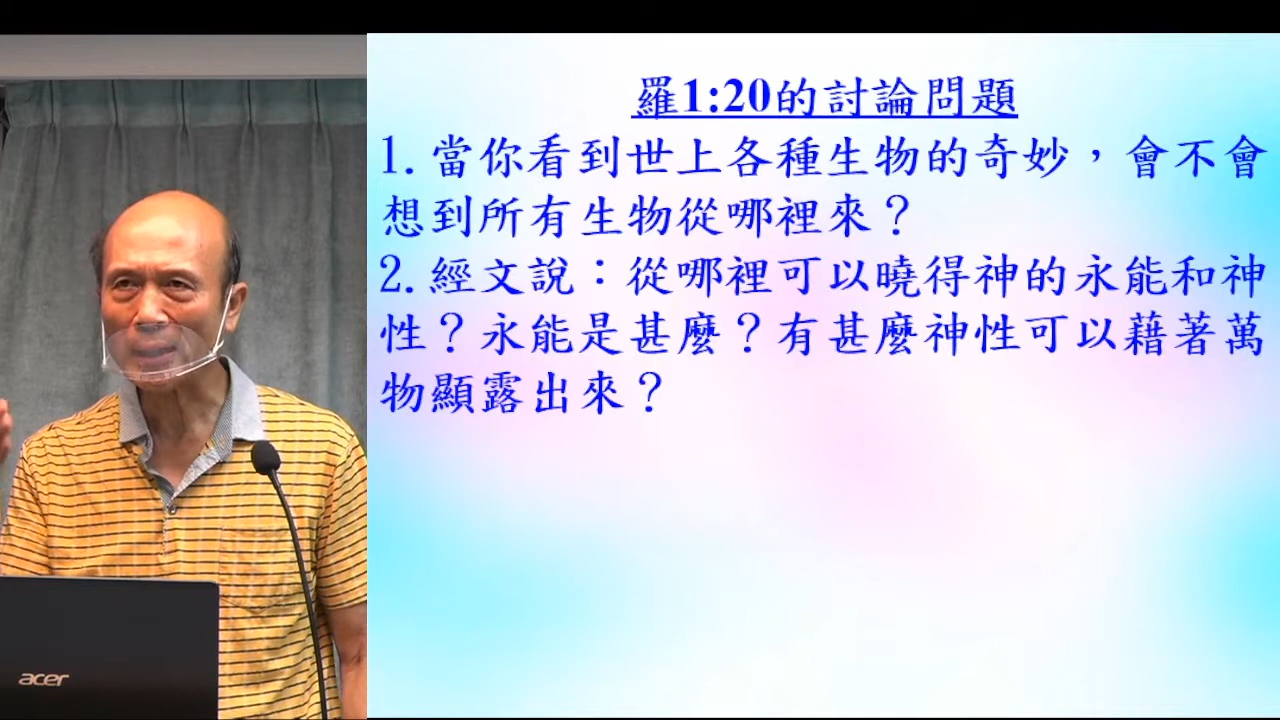 羅1:20的討論問題
1. 當你看到世上各種生物的奇妙，會不會
想到所有生物從哪裡來？
2. 經文說：從哪裡可以曉得神的永能和神
性？永能是甚麼？有甚麼神性可以藉著萬
物顯露出來？
acer